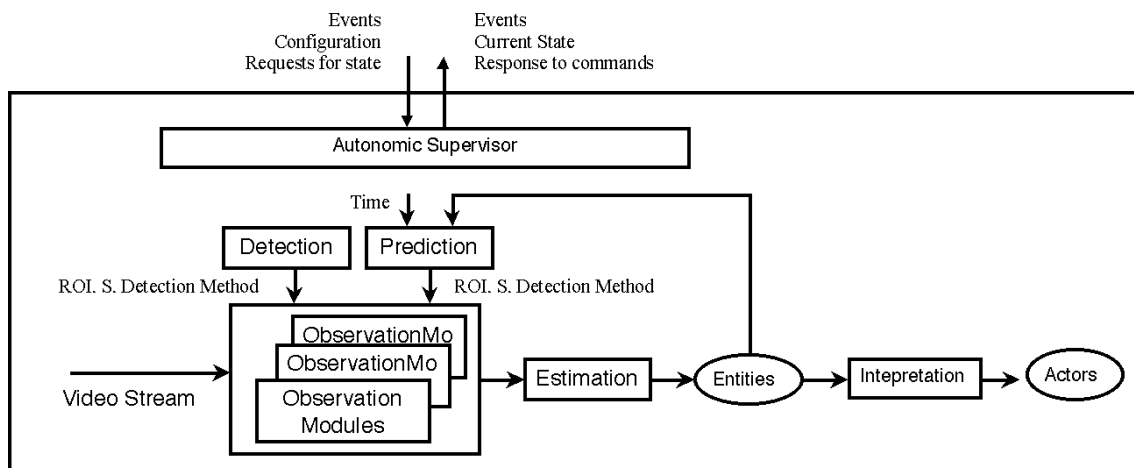 Events
Configuration
Requests for state
Events
Current State
Response to commands
Autonomic Supervisor
Time
Detection
Prediction
ROI. S. Detection Method
ROI. S. Detection Method
ObservationMo
ObservationMo
Observation
Modules
Video Stream
Estimation
Entities
Intepretation
Actors